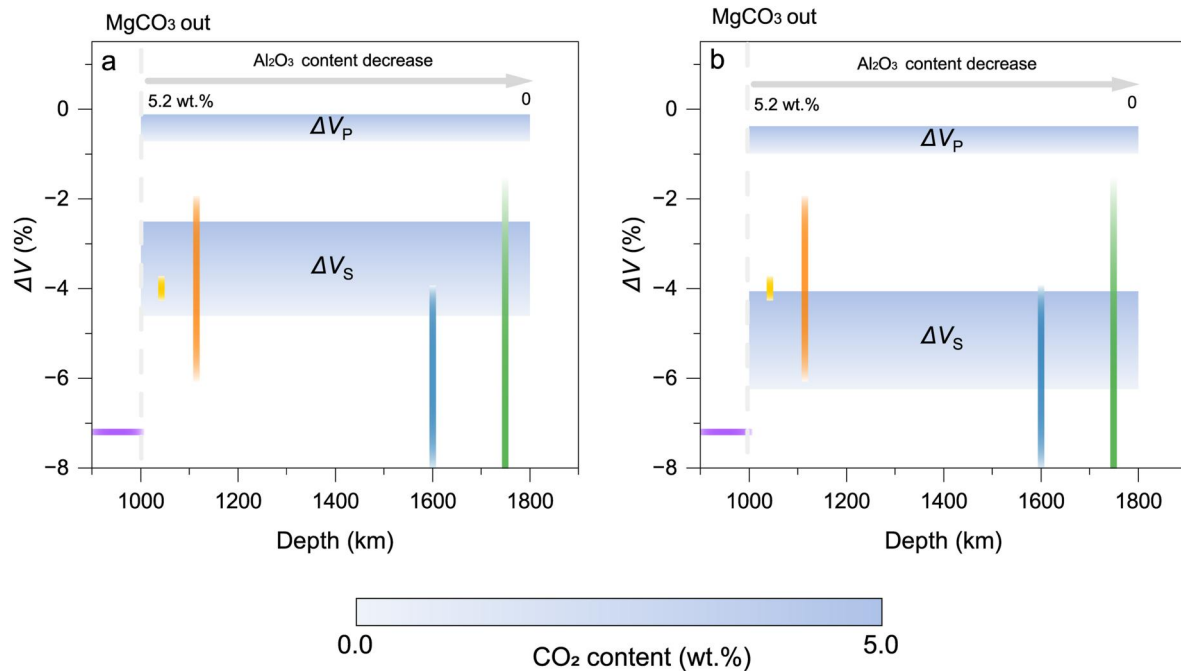 MgCO₃ out
a
Al₂O₃ content decrease
5.2 wt.%
0
ΔVP
ΔVS
0
−2
−4
−6
−8
ΔV (%)
1000 1200 1400 1600 1800
Depth (km)
MgCO₃ out
b
Al₂O₃ content decrease
5.2 wt.%
0
ΔVP
ΔVS
0
−2
−4
−6
−8
ΔV (%)
1000 1200 1400 1600 1800
Depth (km)
0.0 5.0
CO₂ content (wt.%)